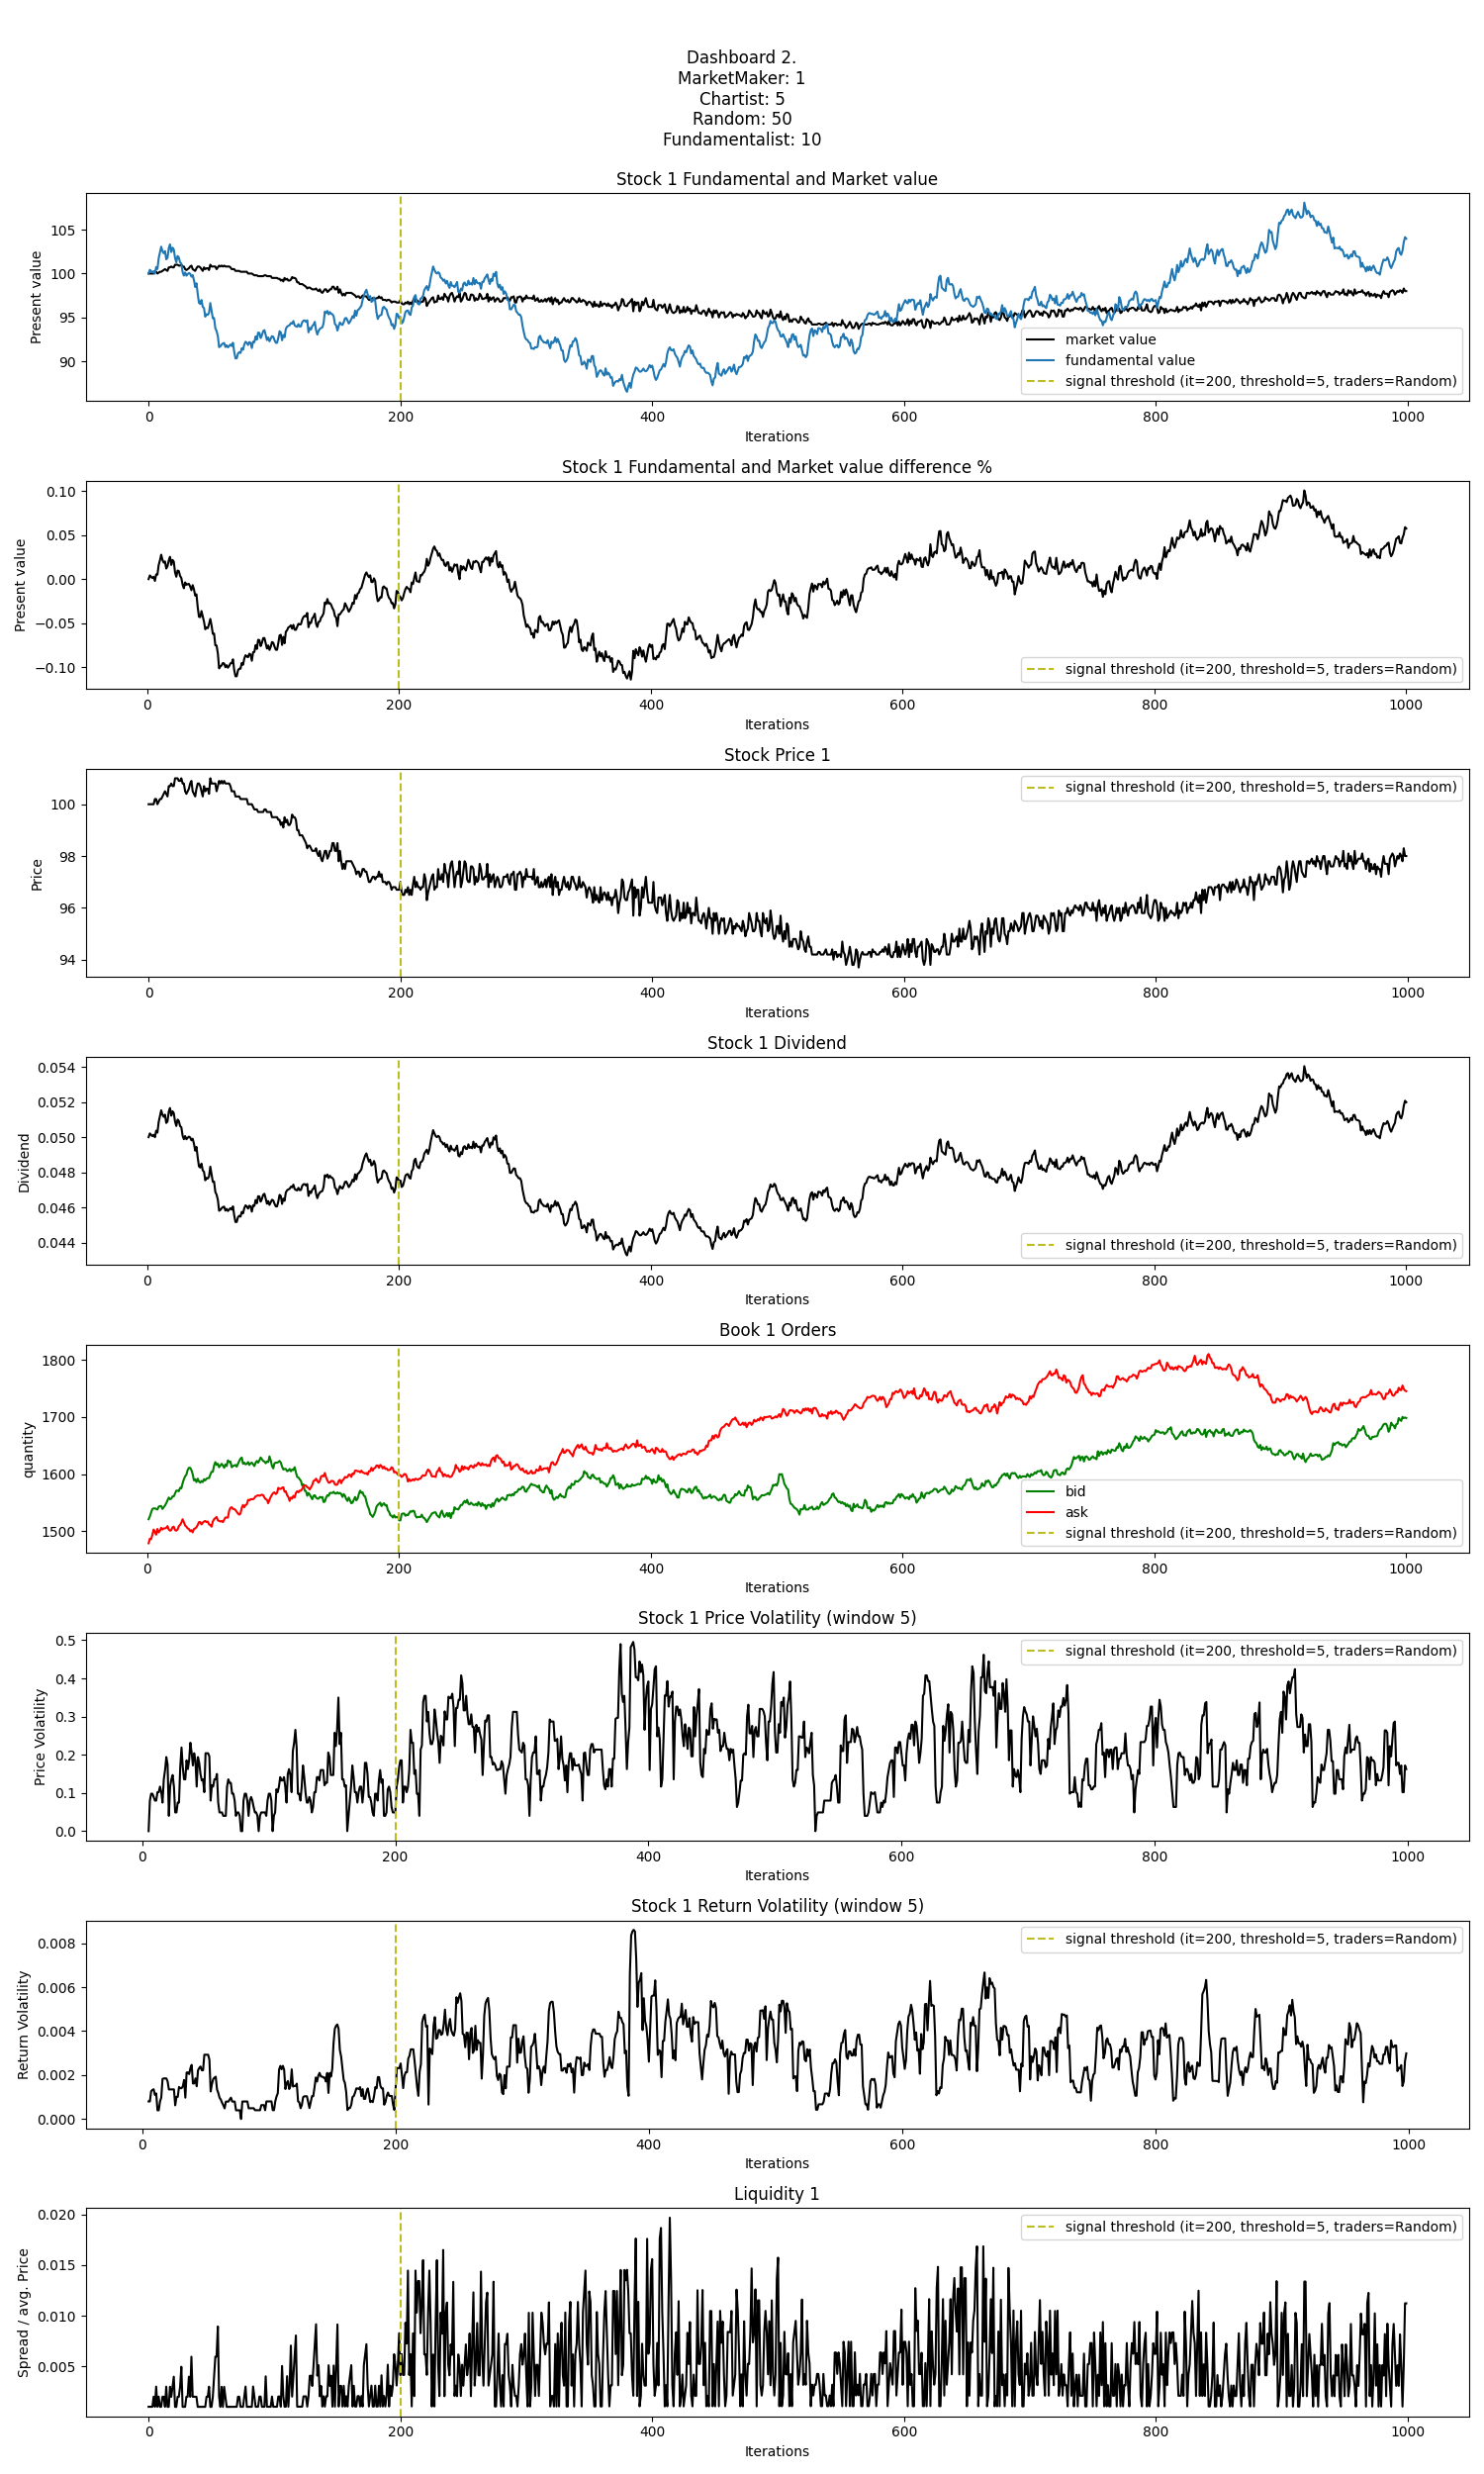 Dashboard 2.
MarketMaker: 1
Chartist: 5
Random: 50
Fundamentalist: 10
Stock 1 Fundamental and Market value
Present value
105
100
95
90
market value
fundamental value
signal threshold (it=200, threshold=5, traders=Random)
0 200 400 600 800 1000
Iterations
Stock 1 Fundamental and Market value difference %
Present value
0.10
0.05
0.00
−0.05
−0.10
signal threshold (it=200, threshold=5, traders=Random)
0 200 400 600 800 1000
Iterations
Stock Price 1
Price
100
98
96
94
signal threshold (it=200, threshold=5, traders=Random)
0 200 400 600 800 1000
Iterations
Stock 1 Dividend
Dividend
0.054
0.052
0.050
0.048
0.046
0.044
signal threshold (it=200, threshold=5, traders=Random)
0 200 400 600 800 1000
Iterations
Book 1 Orders
quantity
1800
1700
1600
1500
bid
ask
signal threshold (it=200, threshold=5, traders=Random)
0 200 400 600 800 1000
Iterations
Stock 1 Price Volatility (window 5)
Price Volatility
0.5
0.4
0.3
0.2
0.1
0.0
signal threshold (it=200, threshold=5, traders=Random)
0 200 400 600 800 1000
Iterations
Stock 1 Return Volatility (window 5)
Return Volatility
0.008
0.006
0.004
0.002
0.000
signal threshold (it=200, threshold=5, traders=Random)
0 200 400 600 800 1000
Iterations
Liquidity 1
Spread / avg. Price
0.020
0.015
0.010
0.005
signal threshold (it=200, threshold=5, traders=Random)
0 200 400 600 800 1000
Iterations